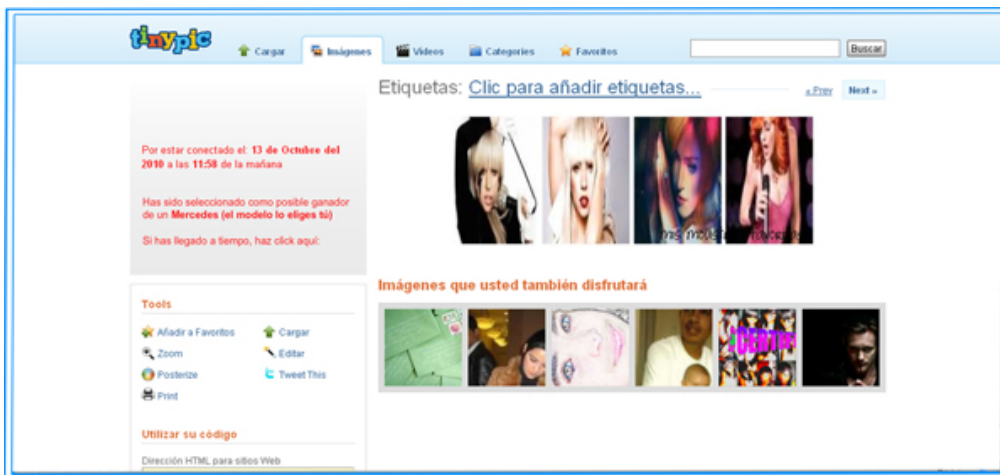 tinypic
Cargar
Imágenes
Videos
Categories
Favoritos
Buscar
Etiquetas: Clic para añadir etiquetas...
« Prev
Next »
Por estar conectado el: 13 de Octubre del
2010 a las 11:58 de la mañana
Has sido seleccionado como posible ganador
de un Mercedes (el modelo lo eliges tú)
Si has llegado a tiempo, haz click aquí:
MIS
Imágenes que usted también disfrutará
Tools
Añadir a Favoritos
Cargar
Zoom
Editar
Posterize
Tweet This
Print
Utilizar su código
Dirección HTML para sitios Web